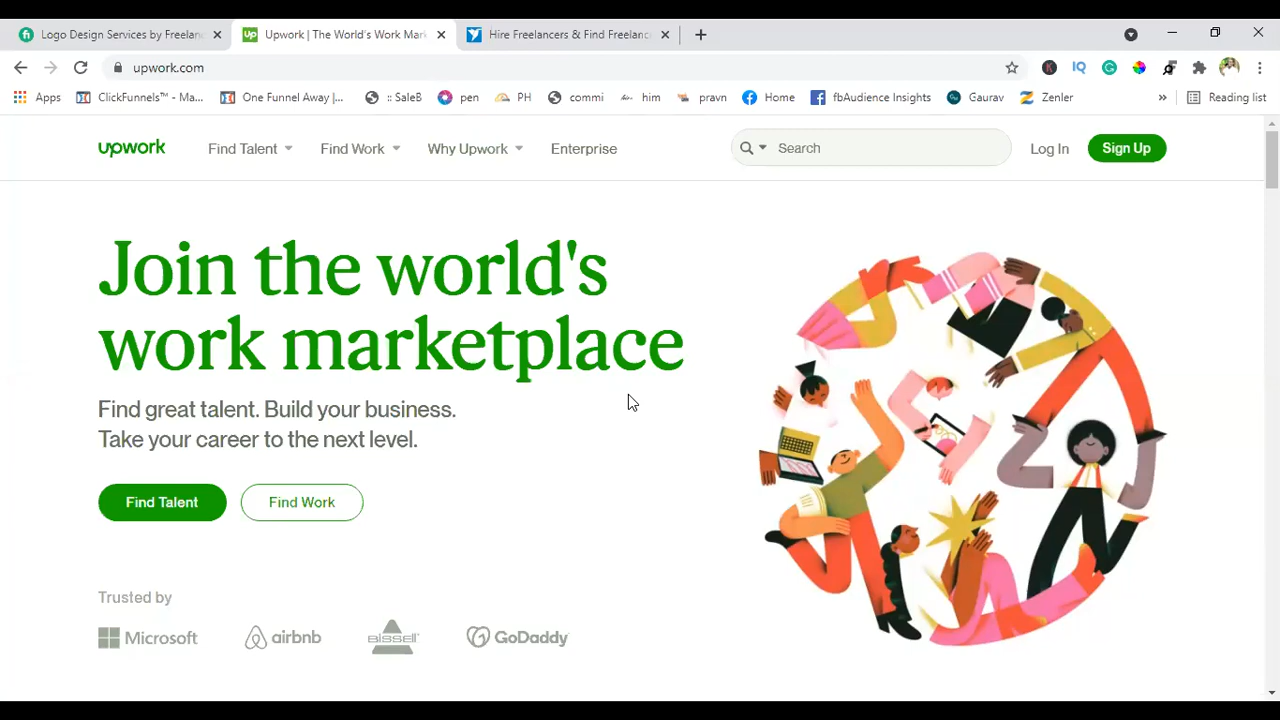 Logo Design Services by Freelan
Up Upwork | The World's Work Mar
Hire Freelancers & Find Freelanc
upwork.com
Apps
ClickFunnels™ - Ma...
One Funnel Away I...
:: SaleB
pen
PH
commi
him
pravn
Home
fbAudience Insights
Gaurav
Zenler
»
Reading list
upwork
Find Talent
Find Work
Why Upwork
Enterprise
Search
Log In
Sign Up
Join the world's
work marketplace
Find great talent. Build your business.
Take your career to the next level.
Find Talent
Find Work
Trusted by
Microsoft
airbnb
BISSELL
GoDaddy